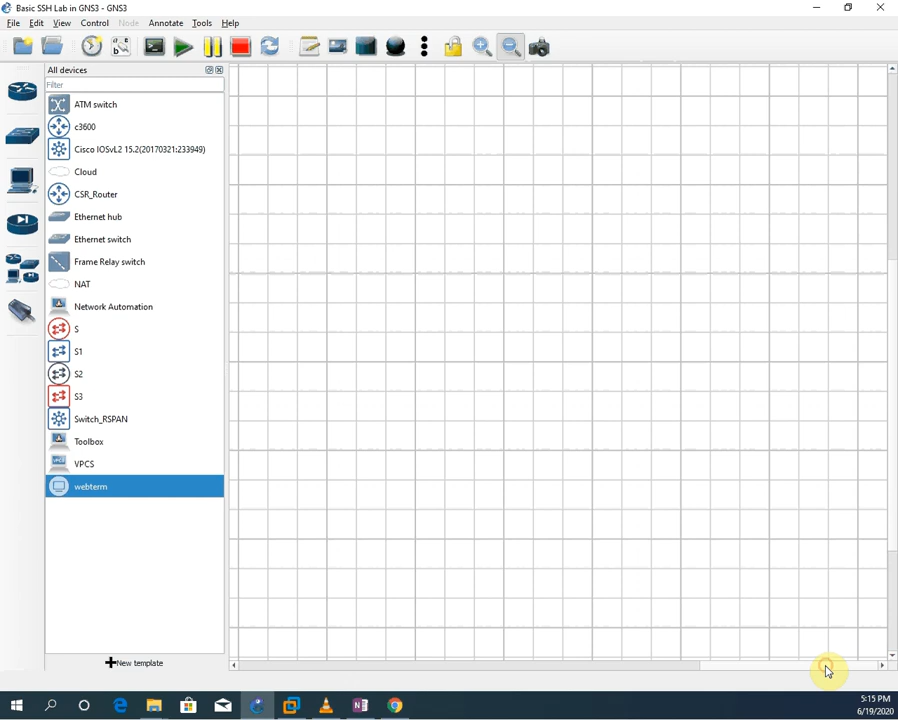 Basic SSH Lab in GNS3 - GNS3
File Edit View Control Node Annotate Tools Help
All devices
Filter
ATM switch
c3600
Cisco IOSvL2 15.2(20170321:233949)
Cloud
CSR_Router
Ethernet hub
Ethernet switch
Frame Relay switch
NAT
Network Automation
S
S1
S2
S3
Switch_RSPAN
Toolbox
VPCS
webterm
New template
5:15 PM
6/19/2020